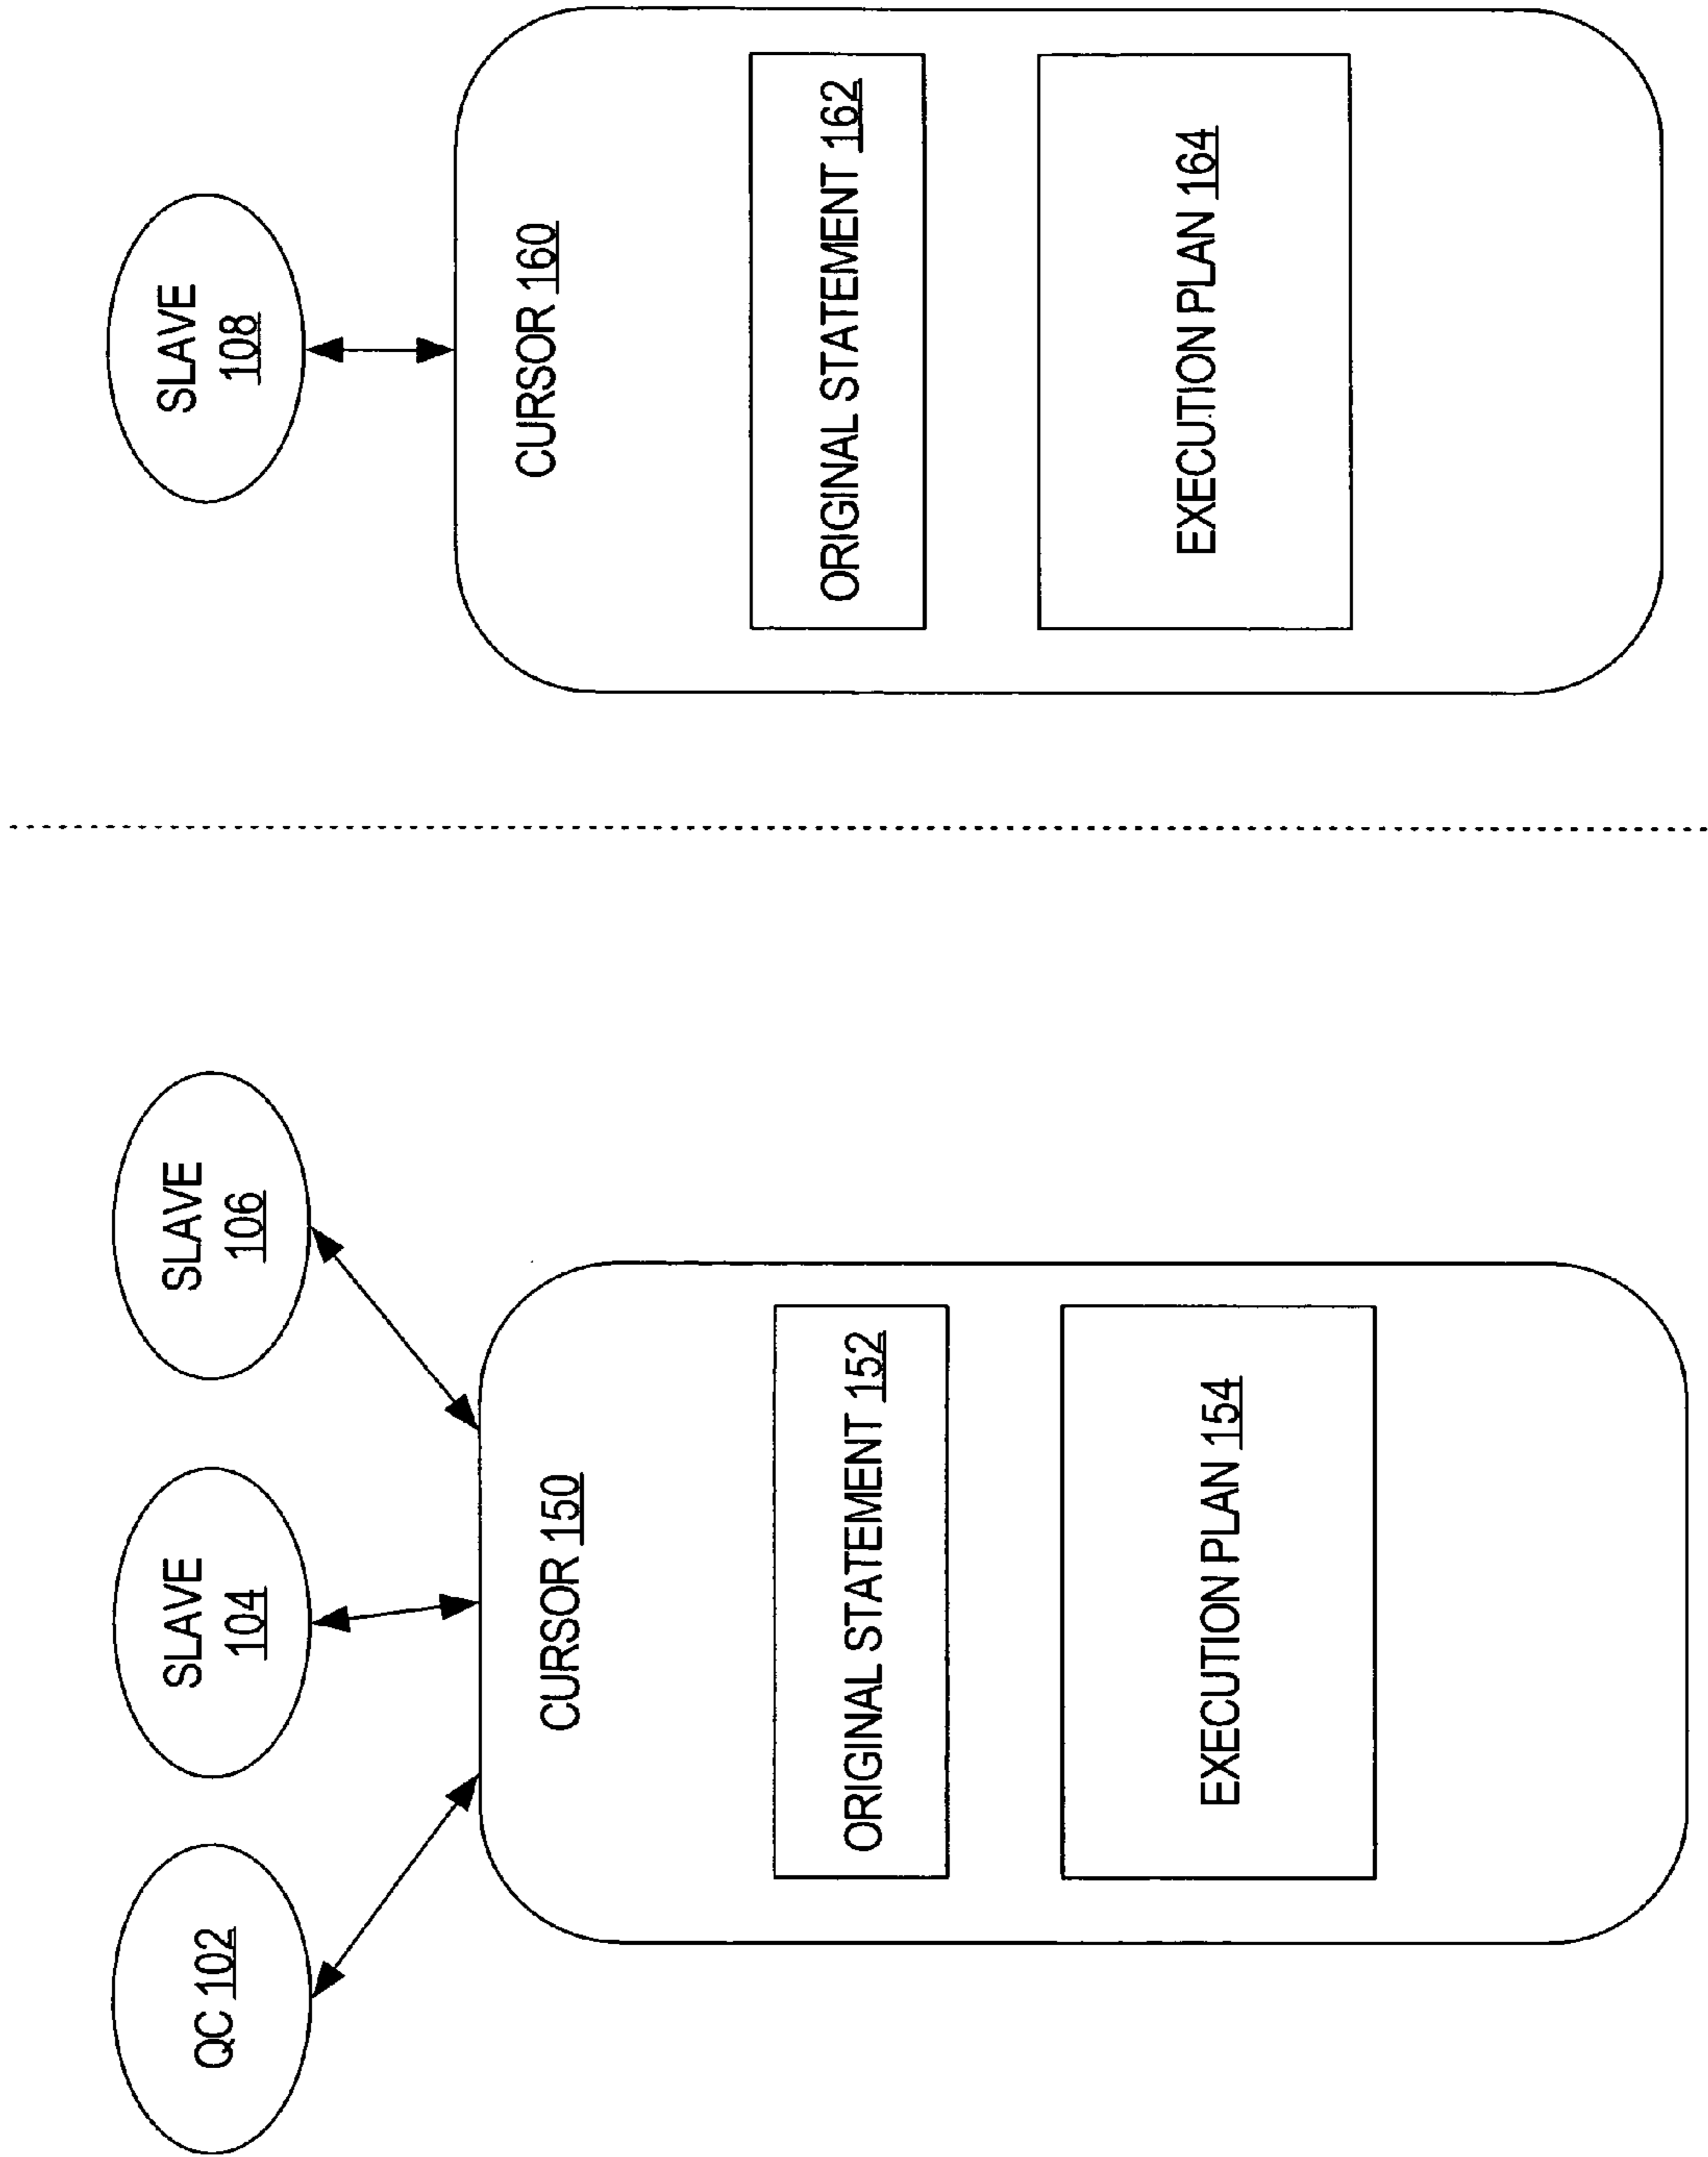 QC 102
SLAVE
104
SLAVE
106
SLAVE
108
CURSOR 150
ORIGINAL STATEMENT 152
EXECUTION PLAN 154
CURSOR 160
ORIGINAL STATEMENT 162
EXECUTION PLAN 164